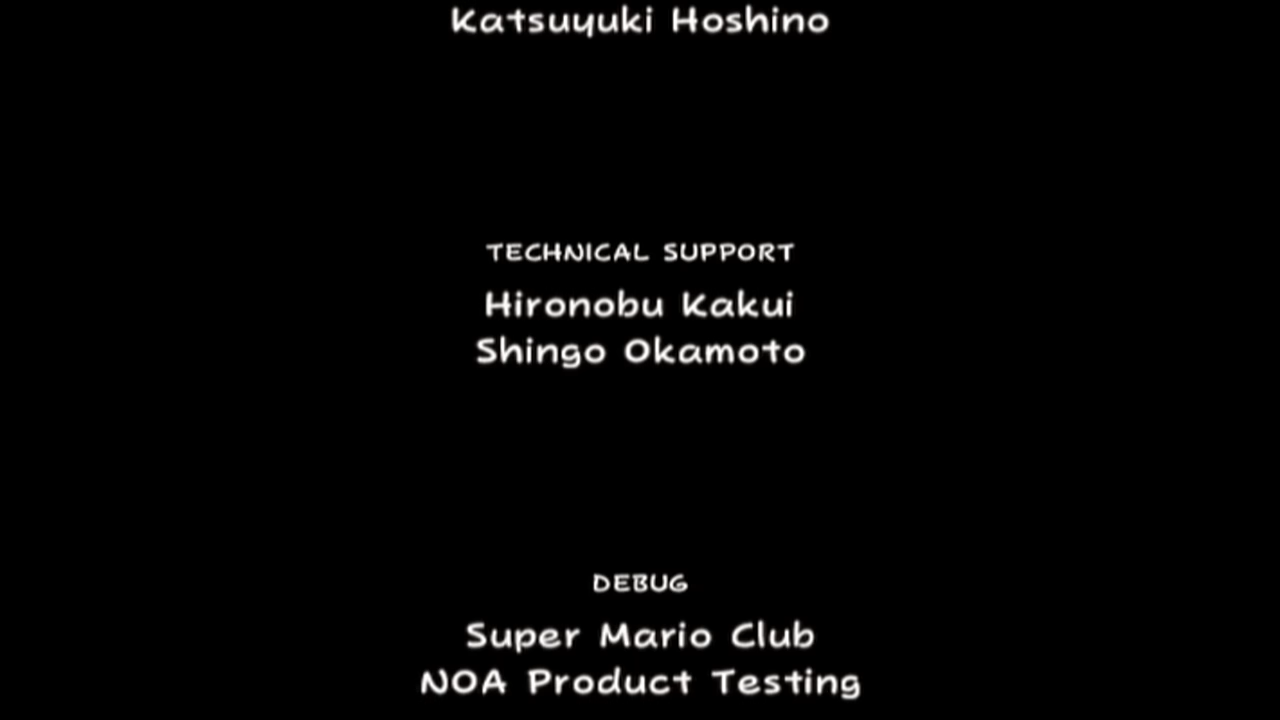 Katsuyuki Hoshino
TECHNICAL SUPPORT
Hironobu Kakui
Shingo Okamoto
DEBUG
Super Mario Club
NOA Product Testing